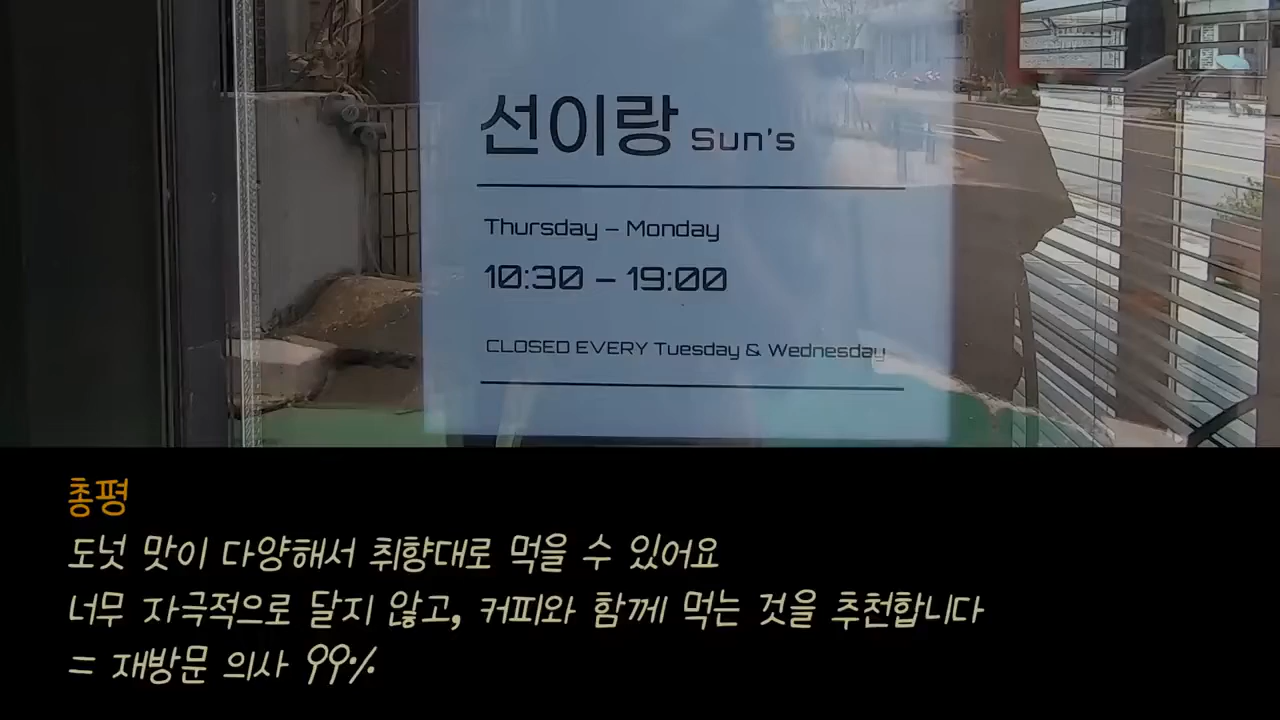 선이랑 Sun's
Thursday – Monday
10:30 – 19:00
CLOSED EVERY Tuesday & Wednesday
총평
도넛 맛이 다양해서 취향대로 먹을 수 있어요
너무 자극적으로 달지 않고, 커피와 함께 먹는 것을 추천합니다
= 재방문 의사 99%